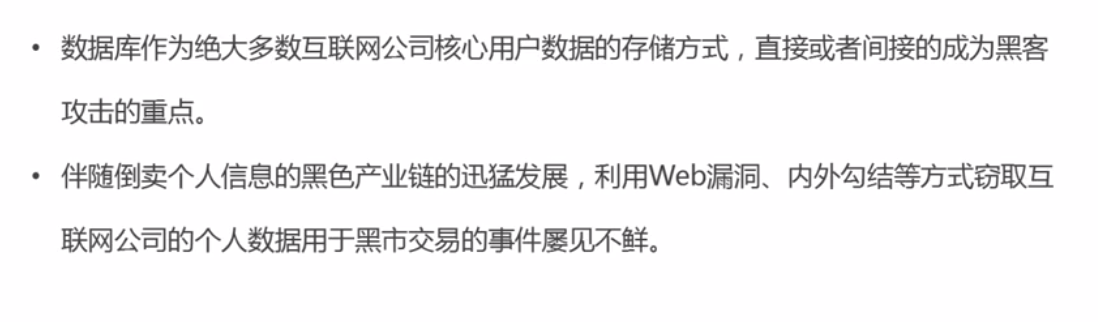 • 数据库作为绝大多数互联网公司核心用户数据的存储方式，直接或者间接的成为黑客
攻击的重点。
• 伴随倒卖个人信息的黑色产业链的迅猛发展，利用Web漏洞、内外勾结等方式窃取互
联网公司的个人数据用于黑市交易的事件屡见不鲜。